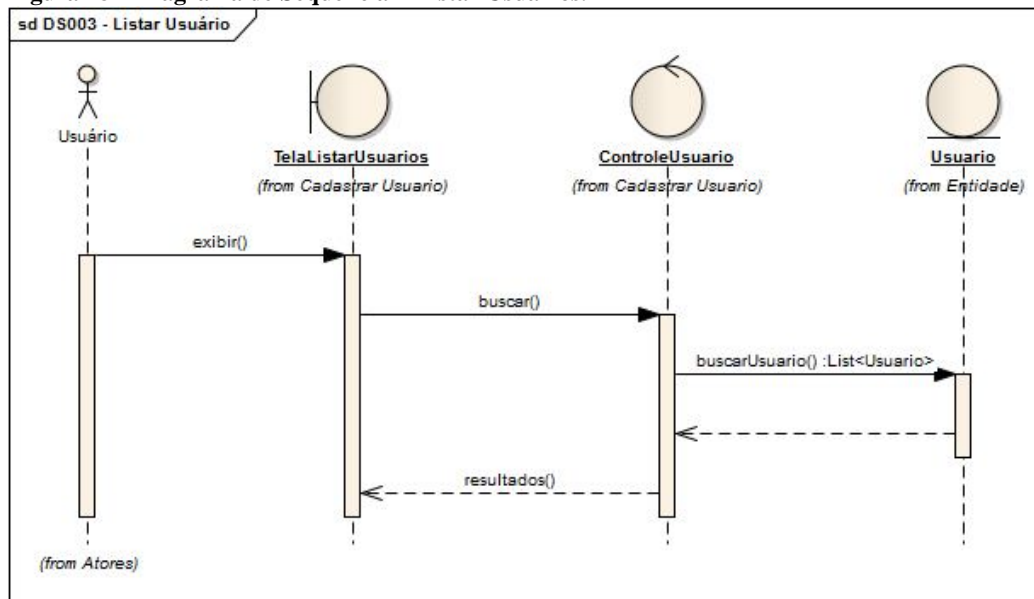 sd DS003 - Listar Usuário
Usuário
TelaListarUsuarios
(from Cadastrar Usuario)
ControleUsuario
(from Cadastrar Usuario)
Usuario
(from Entidade)
exibir()
buscar()
buscarUsuario() :List<Usuario>
resultados()
(from Atores)